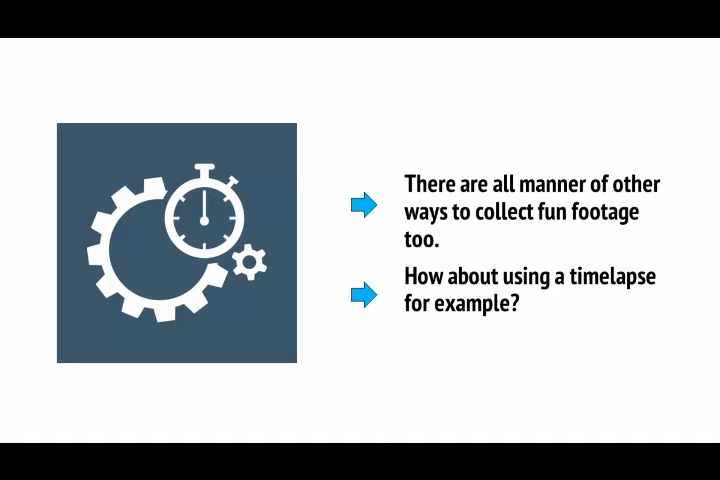 There are all manner of other
ways to collect fun footage
too.
How about using a timelapse
for example?